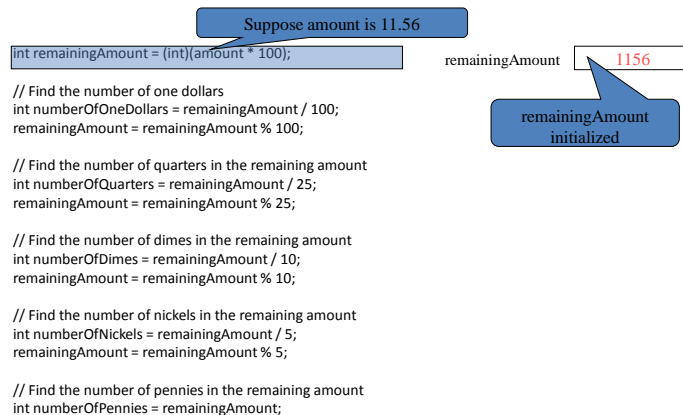 Suppose amount is 11.56
int remainingAmount = (int)(amount * 100);
remainingAmount 1156
remainingAmount
initialized
// Find the number of one dollars
int numberOfOneDollars = remainingAmount / 100;
remainingAmount = remainingAmount % 100;
// Find the number of quarters in the remaining amount
int numberOfQuarters = remainingAmount / 25;
remainingAmount = remainingAmount % 25;
// Find the number of dimes in the remaining amount
int numberOfDimes = remainingAmount / 10;
remainingAmount = remainingAmount % 10;
// Find the number of nickels in the remaining amount
int numberOfNickels = remainingAmount / 5;
remainingAmount = remainingAmount % 5;
// Find the number of pennies in the remaining amount
int numberOfPennies = remainingAmount;